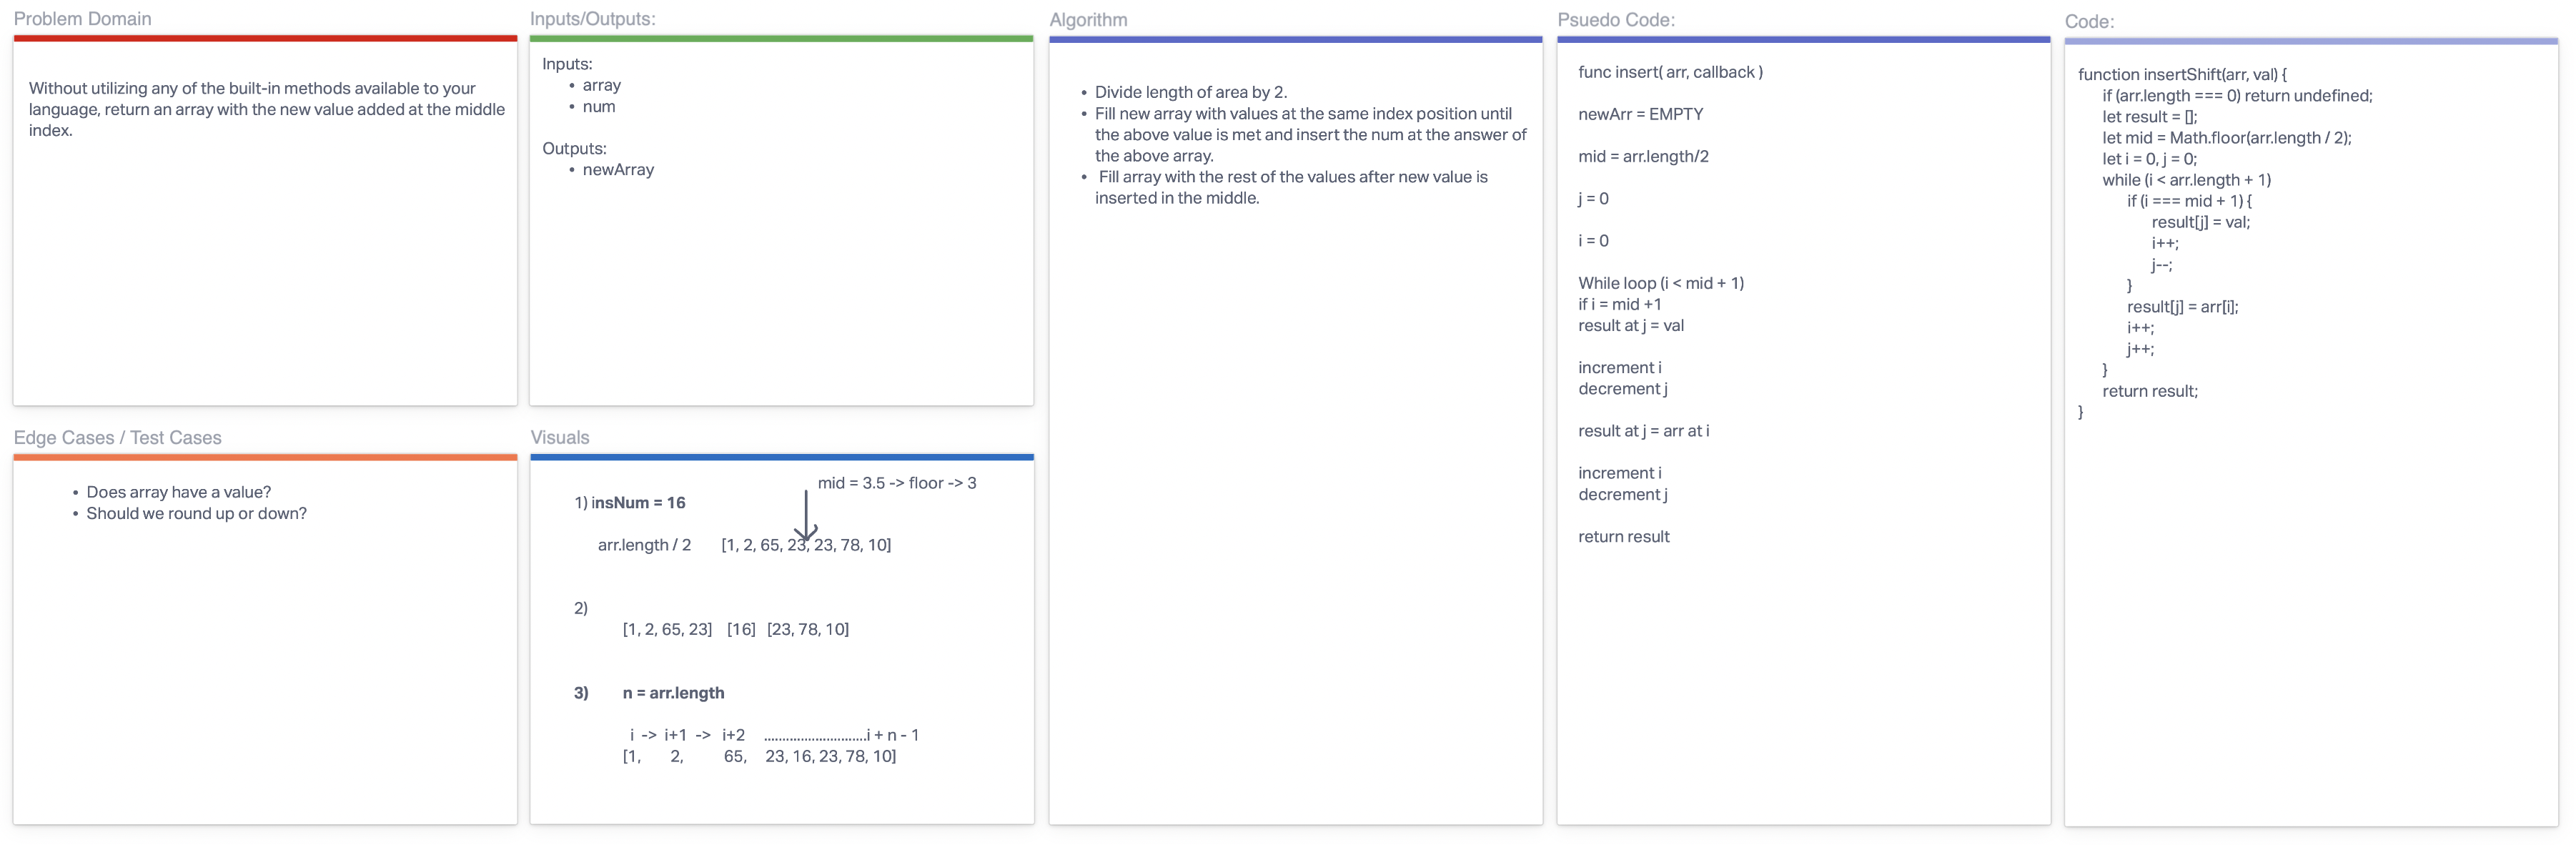 Problem Domain
Without utilizing any of the built-in methods available to your
language, return an array with the new value added at the middle
index.
Inputs/Outputs:
Inputs:
• array
• num
Outputs:
• newArray
Edge Cases / Test Cases
• Does array have a value?
• Should we round up or down?
Visuals
mid = 3.5 -> floor -> 3
1) insNum = 16
arr.length / 2 [1, 2, 65, 23, 23, 78, 10]
2)
[1, 2, 65, 23] [16] [23, 78, 10]
3) n = arr.length
i -> i+1 -> i+2 ............................i + n - 1
[1, 2, 65, 23, 16, 23, 78, 10]
Algorithm
• Divide length of area by 2.
• Fill new array with values at the same index position until
the above value is met and insert the num at the answer of
the above array.
• Fill array with the rest of the values after new value is
inserted in the middle.
Psuedo Code:
func insert( arr, callback )
newArr = EMPTY
mid = arr.length/2
j = 0
i = 0
While loop (i < mid + 1)
if i = mid +1
result at j = val
increment i
decrement j
result at j = arr at i
increment i
decrement j
return result
Code:
function insertShift(arr, val) {
if (arr.length === 0) return undefined;
let result = [];
let mid = Math.floor(arr.length / 2);
let i = 0, j = 0;
while (i < arr.length + 1)
if (i === mid + 1) {
result[j] = val;
i++;
j--;
}
result[j] = arr[i];
i++;
j++;
}
return result;
}